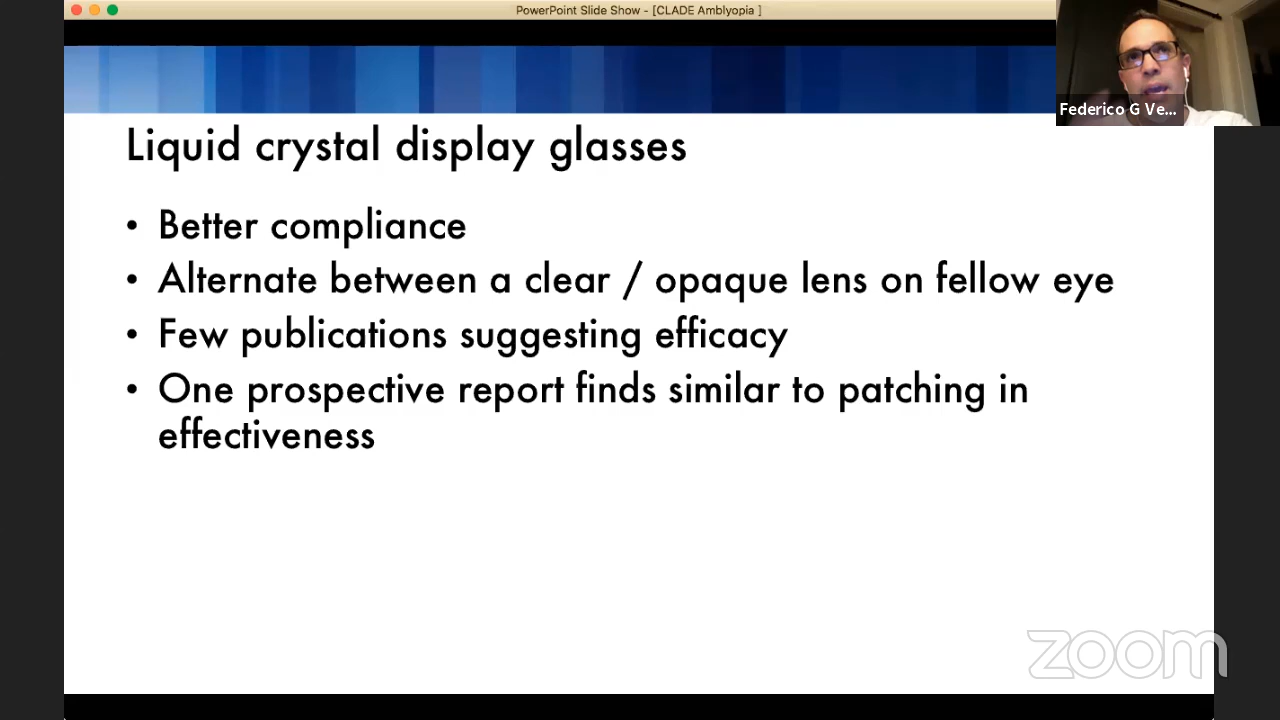 PowerPoint Slide Show - [CLADE Amblyopia ]
Federico G Ve...
Liquid crystal display glasses
• Better compliance
• Alternate between a clear / opaque lens on fellow eye
• Few publications suggesting efficacy
• One prospective report finds similar to patching in
effectiveness
zoom